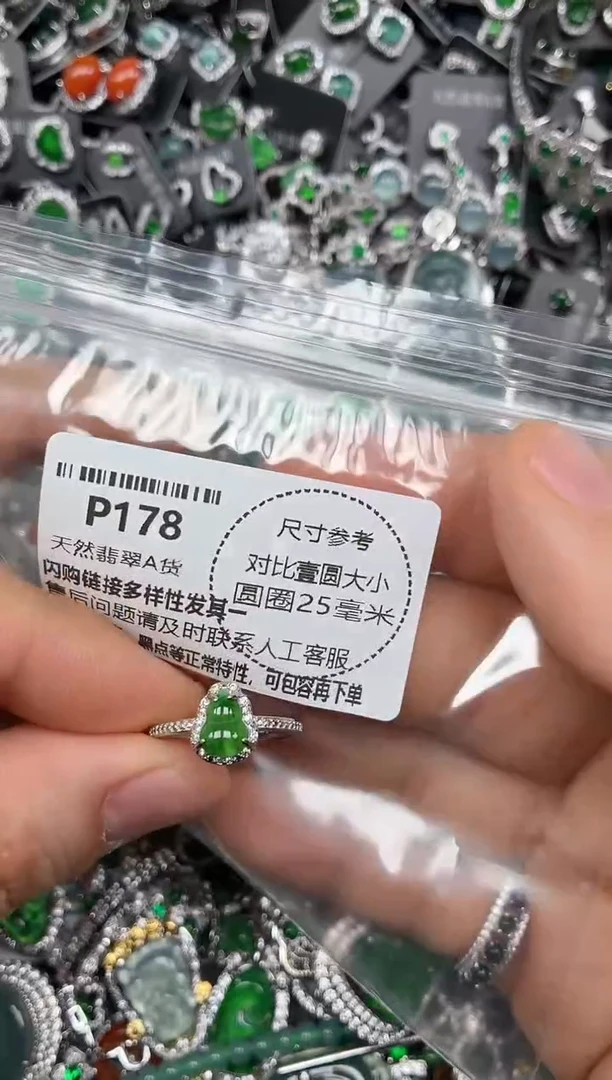 P178
天然翡翠A货
闪购链接多样性发其一
售后问题请及时联系人工客服
黑点等正常特性，可包容再下单
尺寸参考
对比壹圆大小
圆圈25毫米